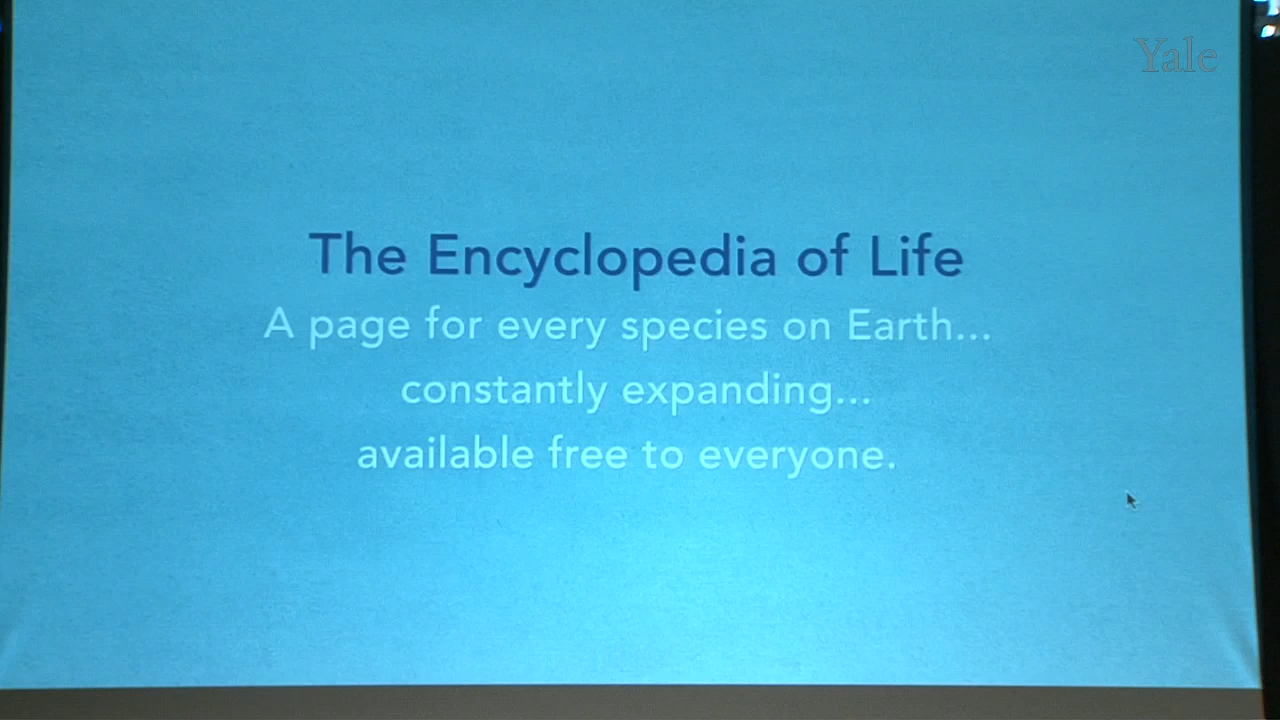 Yale
The Encyclopedia of Life
A page for every species on Earth...
constantly expanding...
available free to everyone.